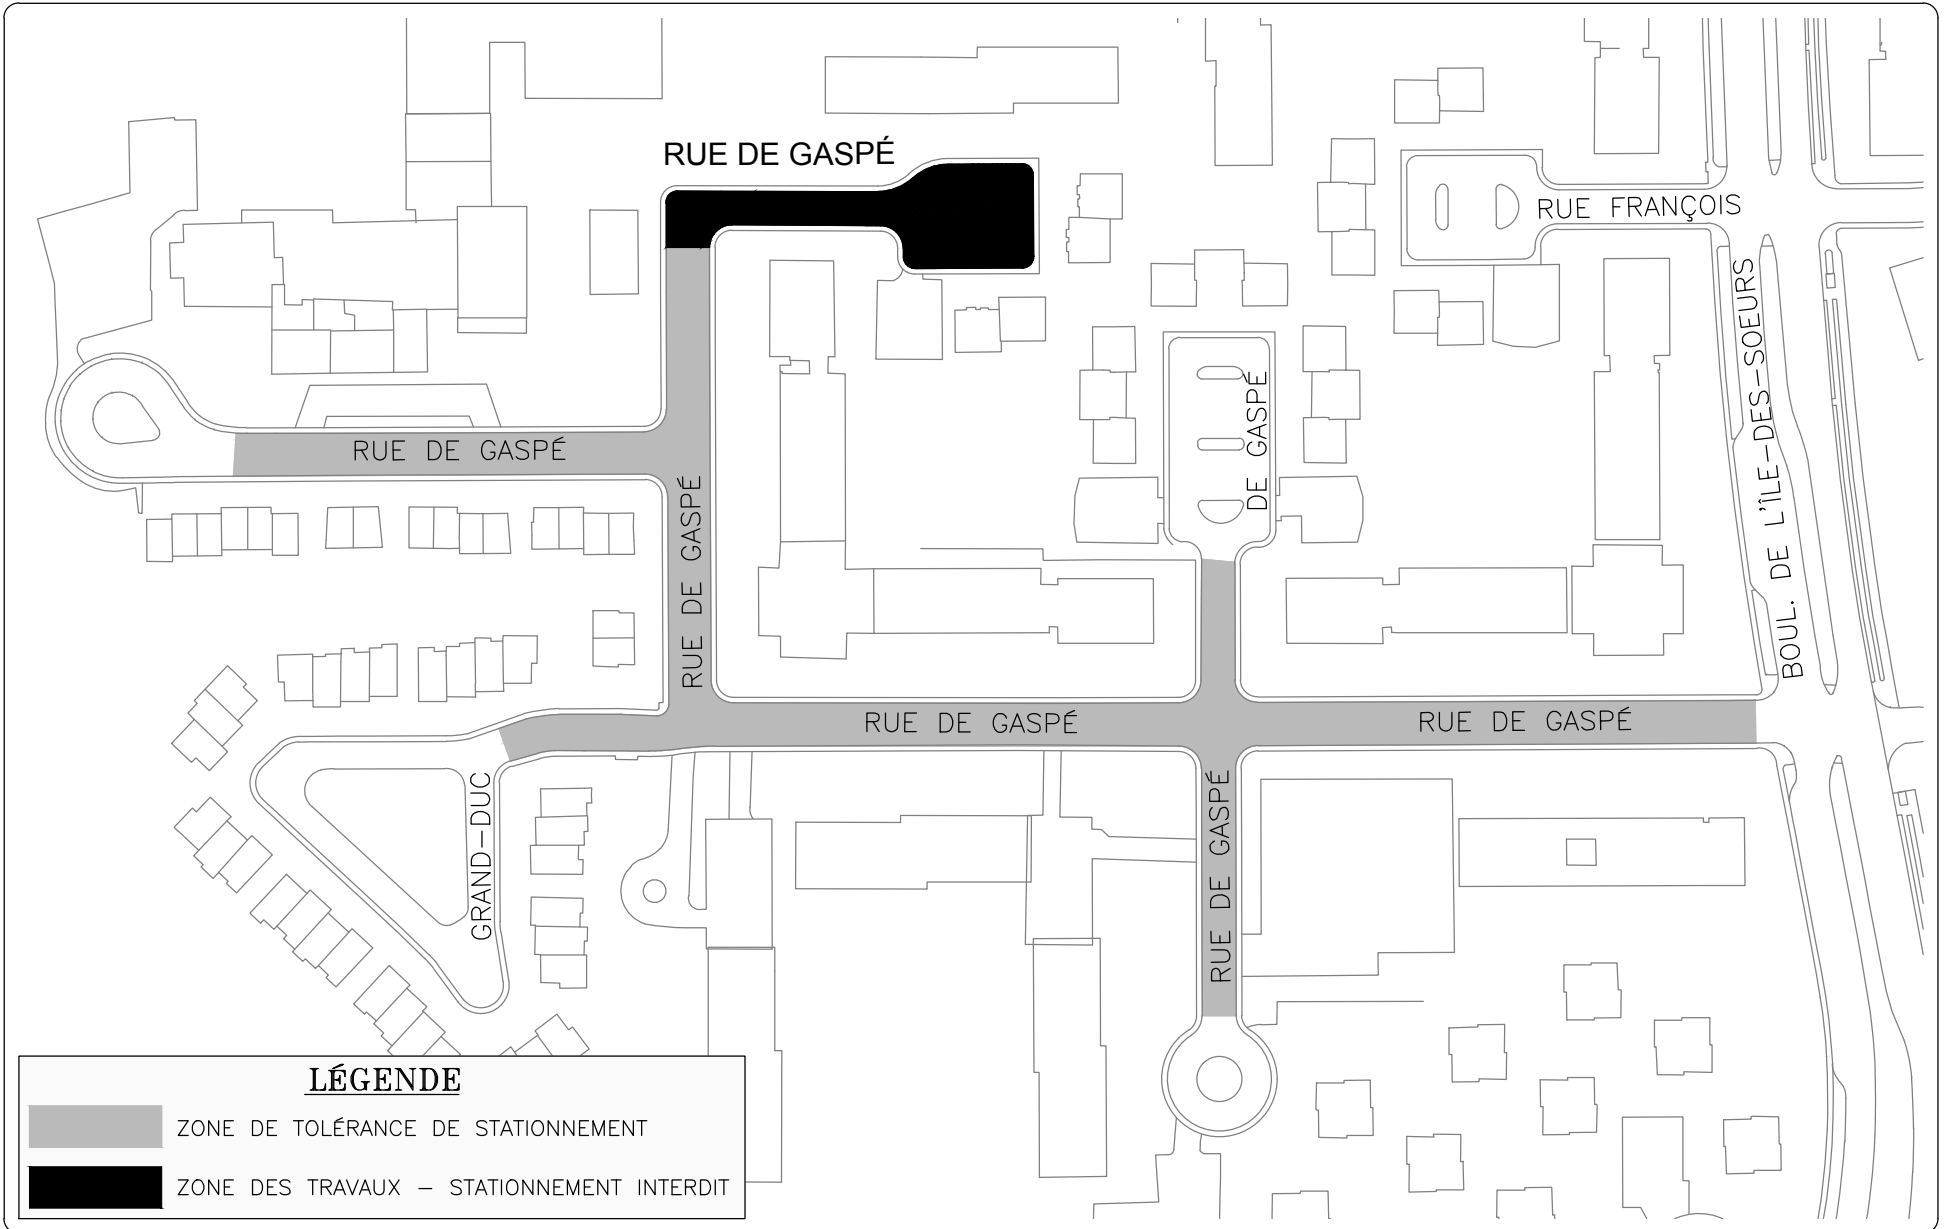 RUE DE GASPÉ
RUE FRANÇOIS
BOUL. DE L'ÎLE-DES-SOEURS
DE GASPÉ
RUE DE GASPÉ
RUE DE GASPÉ
RUE DE GASPÉ
RUE DE GASPÉ
GRAND-DUC
RUE DE GASPÉ
LÉGENDE
ZONE DE TOLÉRANCE DE STATIONNEMENT
ZONE DES TRAVAUX - STATIONNEMENT INTERDIT